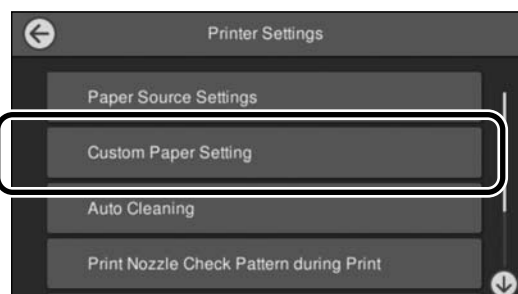 Printer Settings
Paper Source Settings
Custom Paper Setting
Auto Cleaning
Print Nozzle Check Pattern during Print